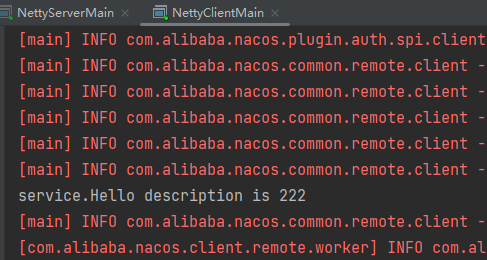 NettyServerMain × NettyClientMain ×
[main] INFO com.alibaba.nacos.plugin.auth.spi.client
[main] INFO com.alibaba.nacos.common.remote.client -
[main] INFO com.alibaba.nacos.common.remote.client -
[main] INFO com.alibaba.nacos.common.remote.client -
[main] INFO com.alibaba.nacos.common.remote.client -
[main] INFO com.alibaba.nacos.common.remote.client -
service.Hello description is 222
[main] INFO com.alibaba.nacos.common.remote.client -
[com.alibaba.nacos.client.remote.worker] INFO com.al